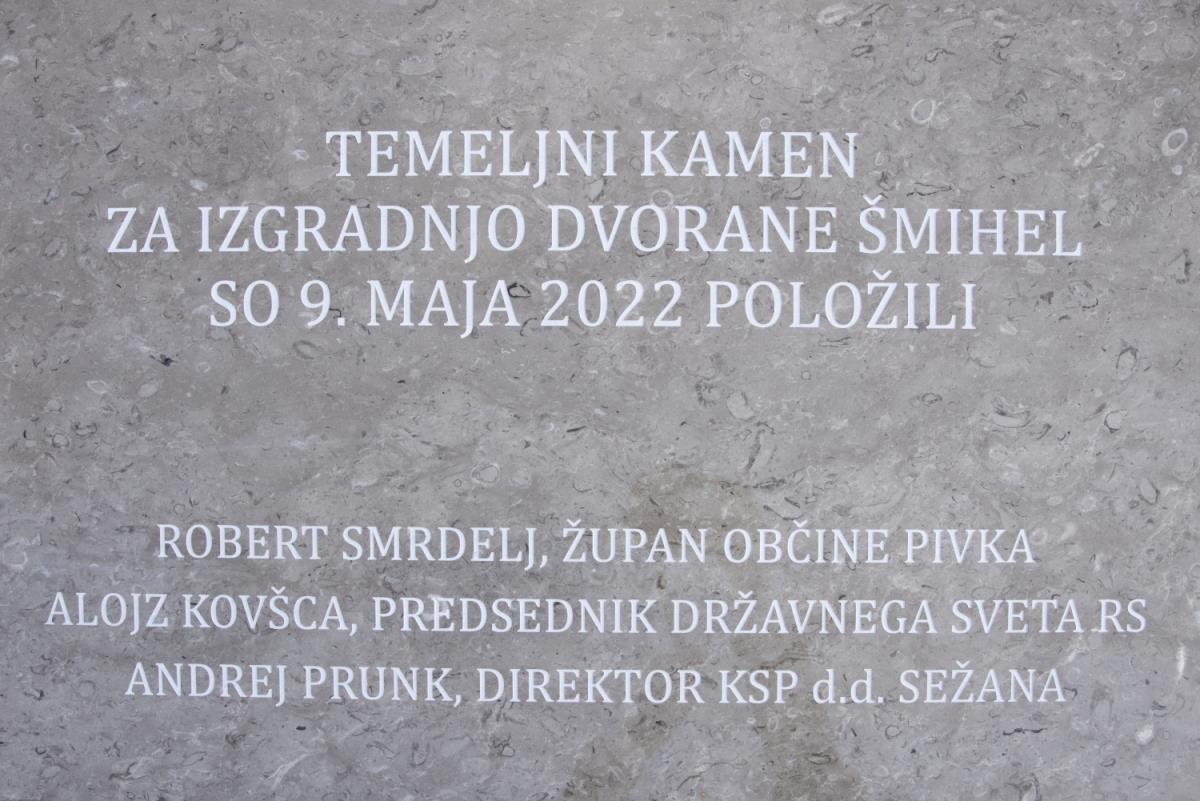 TEMELJNI KAMEN
ZA IZGRADNJO DVORANE ŠMIHEL
SO 9. MAJA 2022 POLOŽILI
ROBERT SMRDELJ, ŽUPAN OBČINE PIVKA
ALOJZ KOVŠCA, PREDSEDNIK DRŽAVNEGA SVETA RS
ANDREJ PRUNK, DIREKTOR KSP d.d. SEŽANA